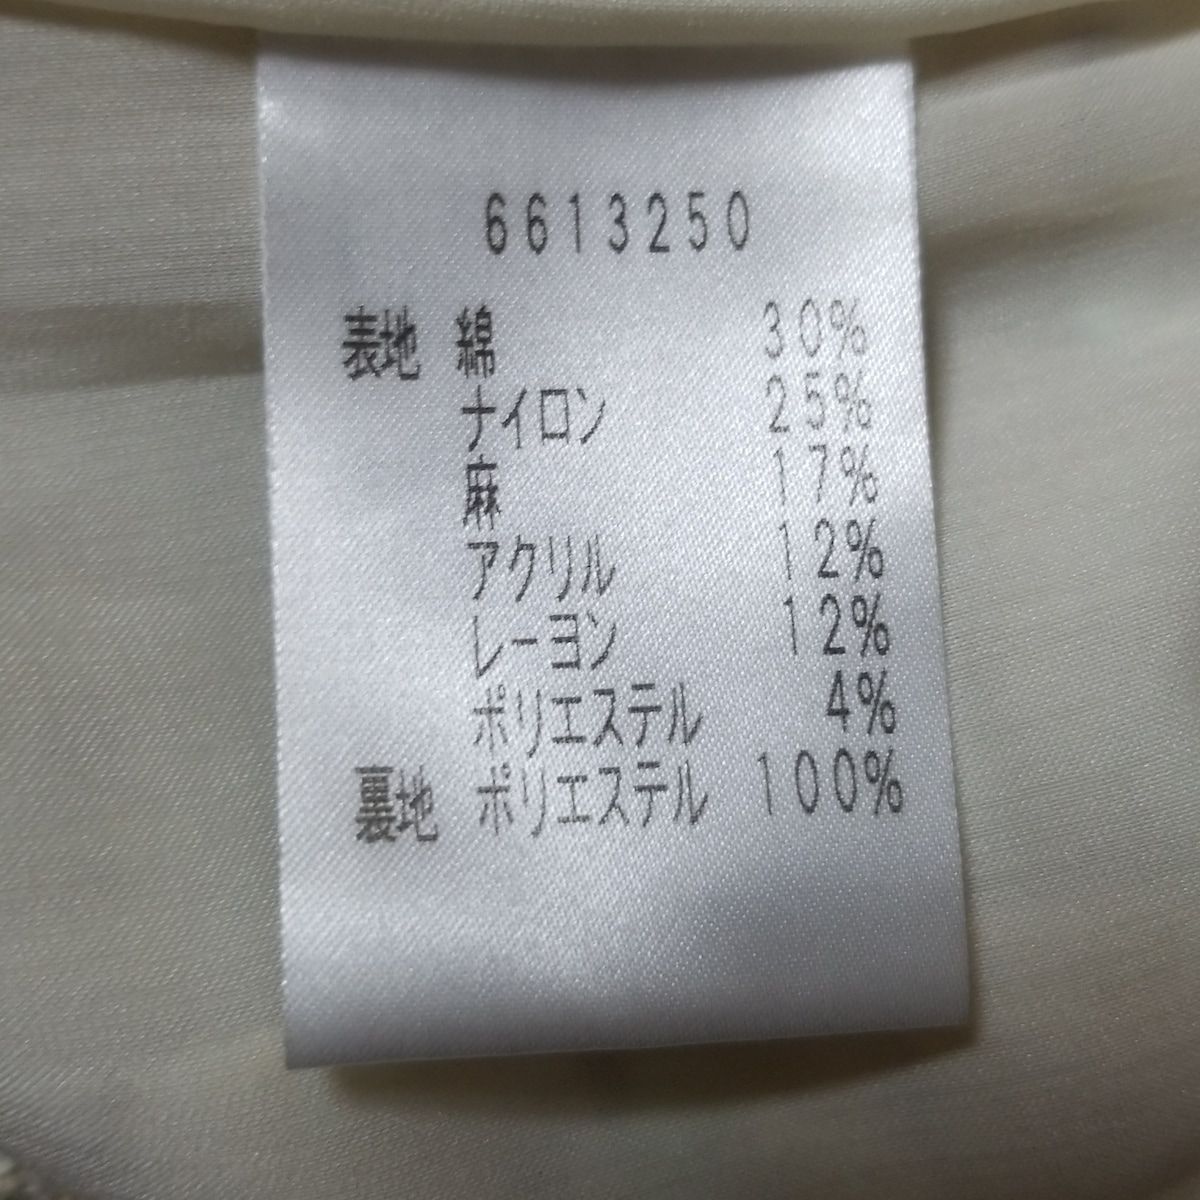 6613250
表地 綿 30%
ナイロン 25%
麻 17%
アクリル 12%
レーヨン 12%
ポリエステル 4%
裏地 ポリエステル 100%